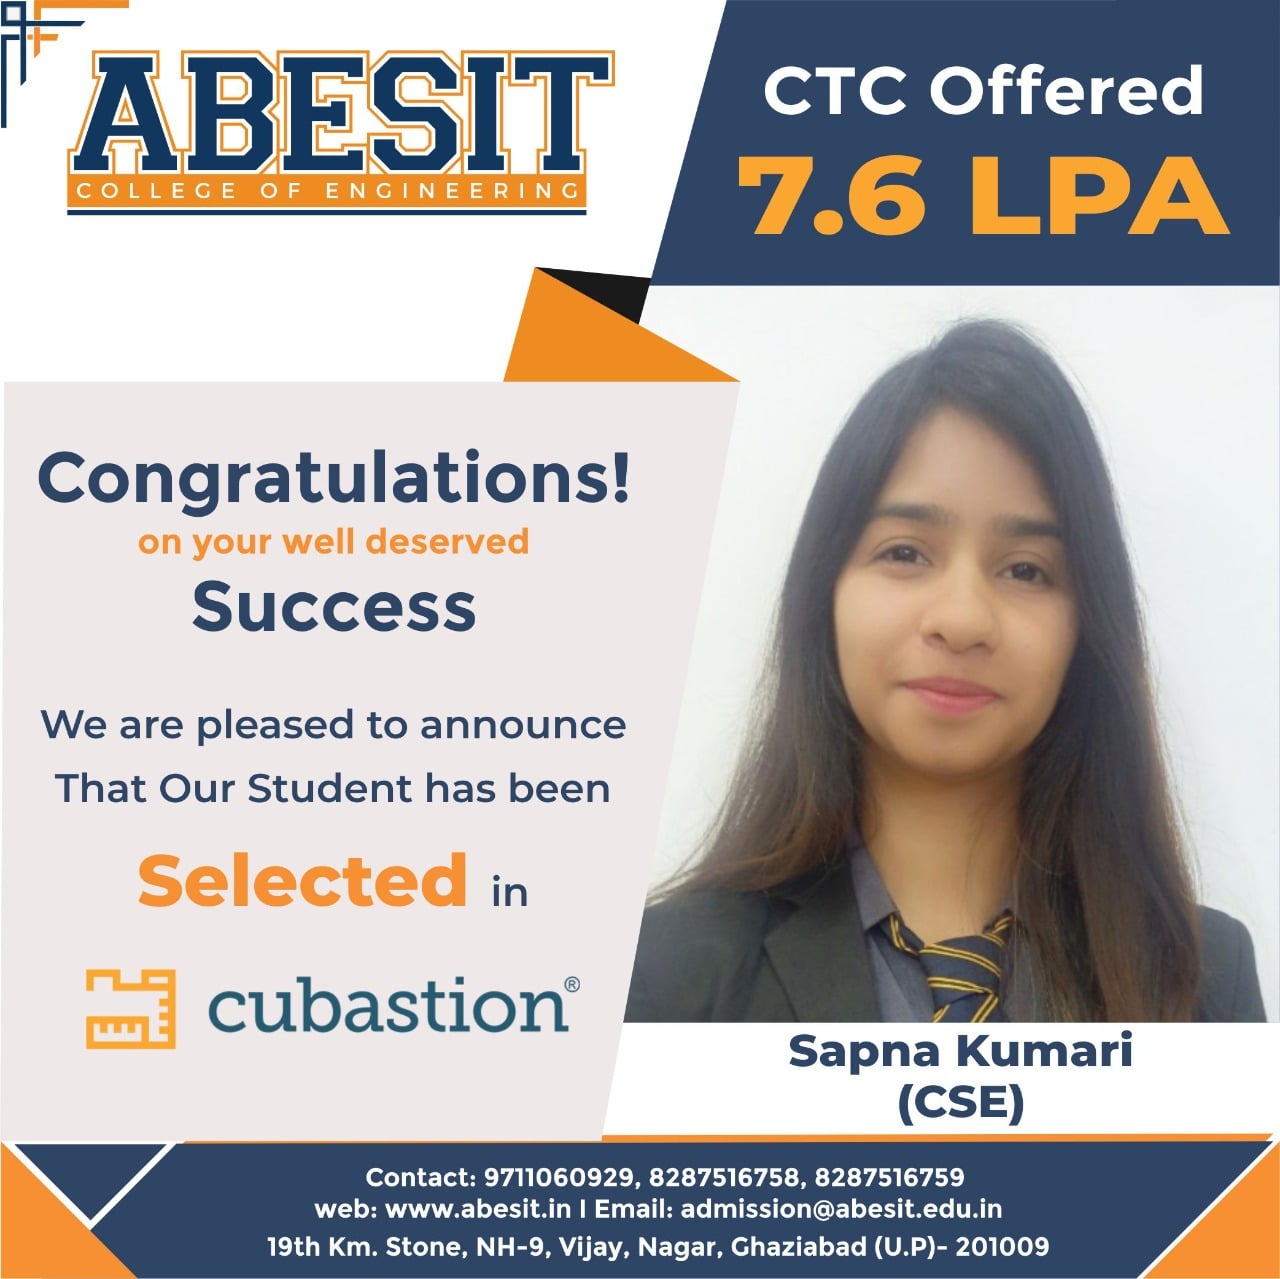 ABESIT
COLLEGE OF ENGINEERING
CTC Offered
7.6 LPA
Congratulations!
on your well deserved
Success
We are pleased to announce
That Our Student has been
Selected in
cubastion®
Sapna Kumari
(CSE)
Contact: 9711060929, 8287516758, 8287516759
web: www.abesit.in I Email: admission@abesit.edu.in
19th Km. Stone, NH-9, Vijay, Nagar, Ghaziabad (U.P)- 201009